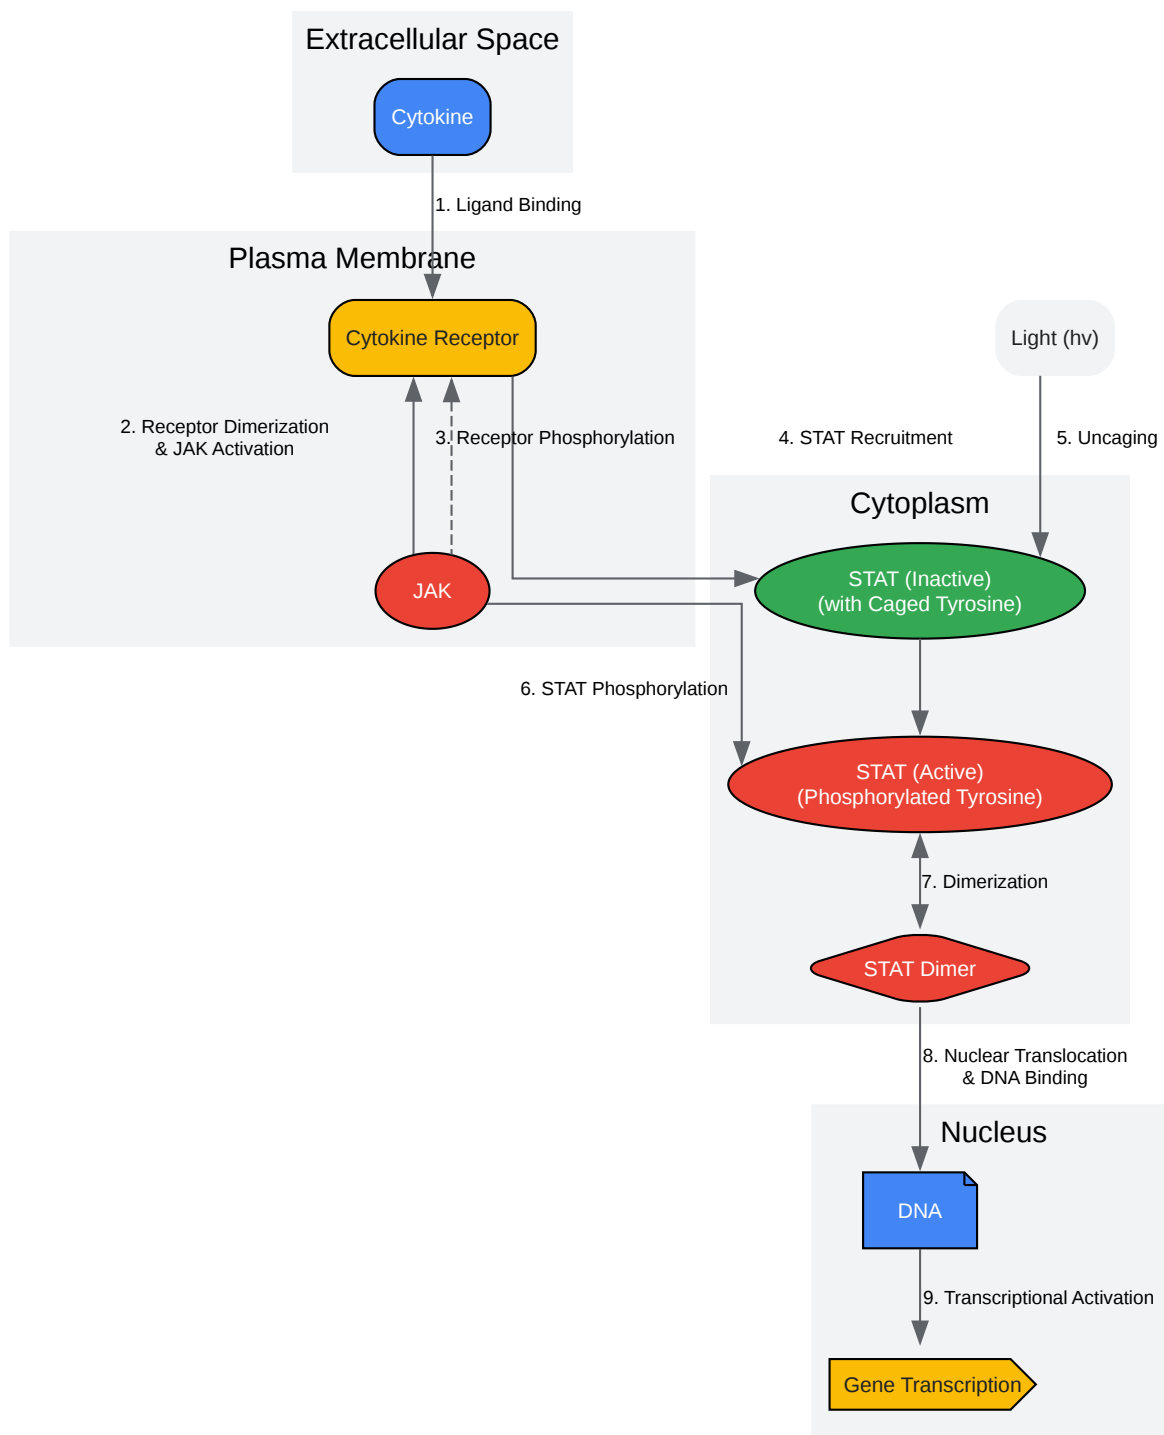 Extracellular Space
Cytokine
1. Ligand Binding
Plasma Membrane
Cytokine Receptor
Light (hv)
2. Receptor Dimerization
& JAK Activation
3. Receptor Phosphorylation
4. STAT Recruitment
5. Uncaging
Cytoplasm
JAK
STAT (Inactive)
(with Caged Tyrosine)
6. STAT Phosphorylation
STAT (Active)
(Phosphorylated Tyrosine)
7. Dimerization
STAT Dimer
8. Nuclear Translocation
& DNA Binding
Nucleus
DNA
9. Transcriptional Activation
Gene Transcription